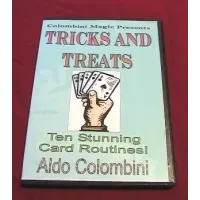 Colombini Magic Presents
TRICKS AND
TREATS
Ten Stunning
Card Routines!
Aldo Colombini